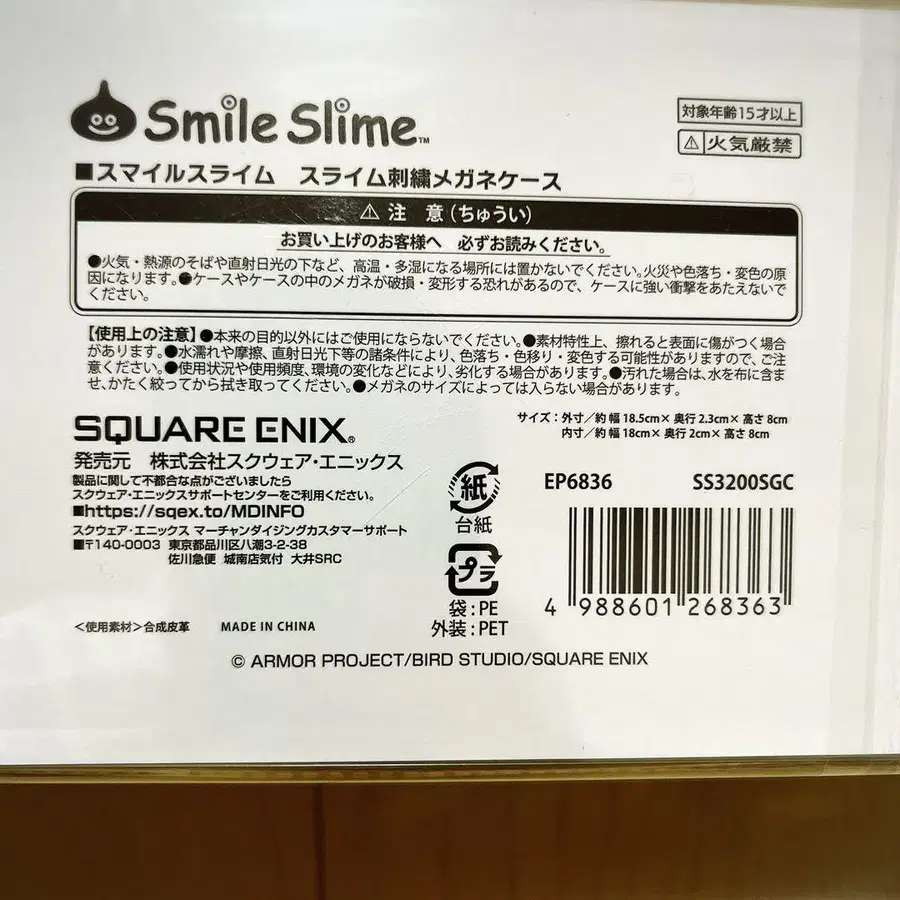 Smile Slime™
対象年齢15才以上
⚠火気厳禁
■スマイルスライム スライム刺繍メガネケース
⚠注 意(ちゅうい)
お買い上げのお客様へ 必ずお読みください。
●火気・熱源のそばや直射日光の下など、高温・多湿になる場所には置かないでください。火災や色落ち・変色の原
因になります。●ケースやケースの中のメガネが破損・変形する恐れがあるので、ケースに強い衝撃をあたえないで
ください。
【使用上の注意】●本来の目的以外にはご使用にならないでください。●素材特性上、擦れると表面に傷がつく場合
があります。●水濡れや摩擦、直射日光下等の諸条件により、色落ち・色移り・変色する可能性がありますので、ご注
意ください。●使用状況や使用頻度、環境の変化などにより、劣化する場合があります。●汚れた場合は、水を布に含ま
せ、かたく絞ってから拭き取ってください。●メガネのサイズによっては入らない場合があります。
SQUARE ENIX®
発売元 株式会社スクウェア・エニックス
製品に関して不都合な点がございましたら
スクウェア・エニックスサポートセンターをご利用ください。
■https://sqex.to/MDINFO
スクウェア・エニックス マーチャンダイジングカスタマーサポート
■〒140-0003 東京都品川区八潮3-2-38
佐川急便 城南店気付 大井SRC
<使用素材>合成皮革 MADE IN CHINA
サイズ:外寸/約 幅 18.5cm× 奥行 2.3cm× 高さ 8cm
内寸/約 幅 18cm× 奥行 2cm× 高さ 8cm
紙
台紙
プラ
袋:PE
外装:PET
EP6836 SS3200SGC
4 988601 268363
© ARMOR PROJECT/BIRD STUDIO/SQUARE ENIX